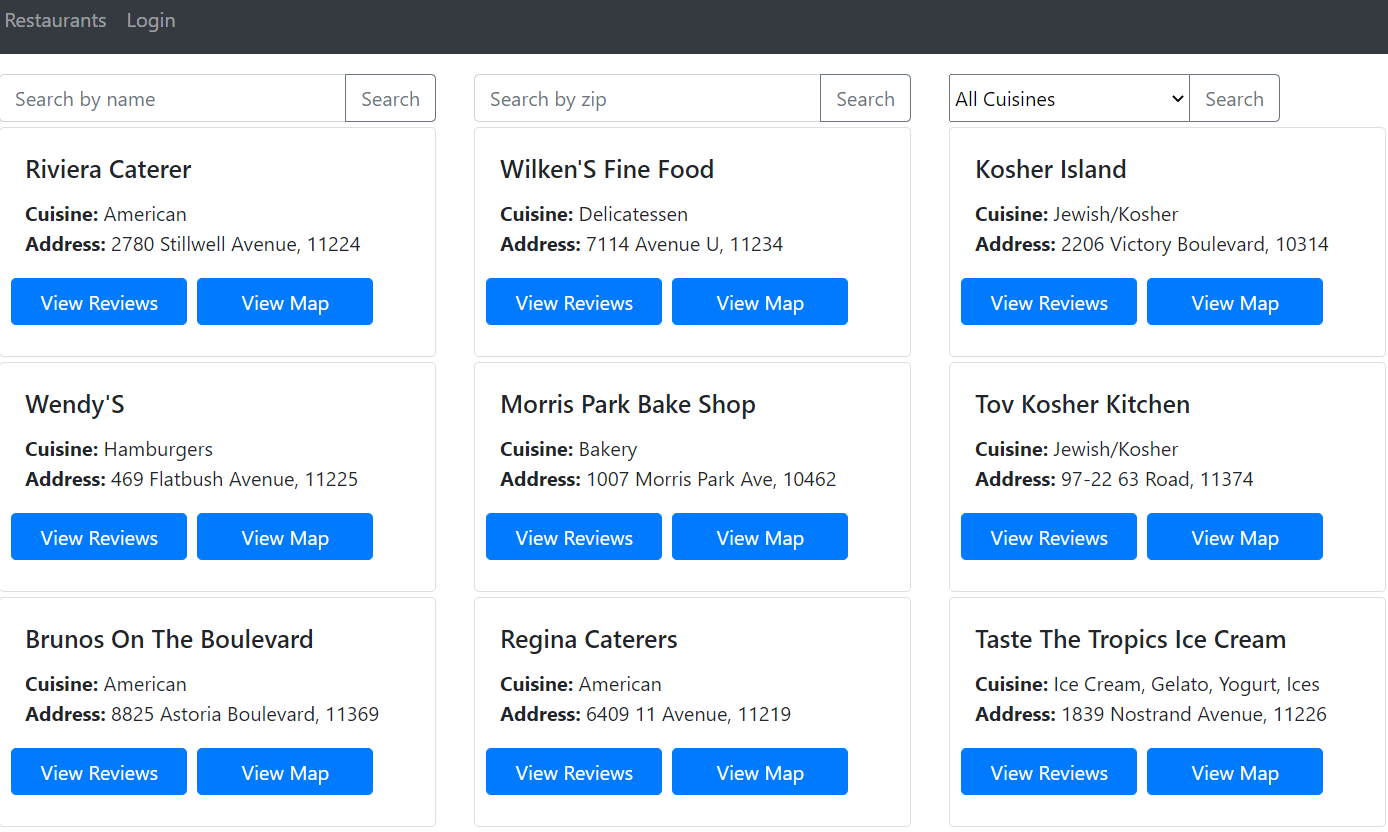 Restaurants Login
Search by name Search Search by zip Search All Cuisines Search
Riviera Caterer
Cuisine: American
Address: 2780 Stillwell Avenue, 11224
View Reviews View Map
Wilken'S Fine Food
Cuisine: Delicatessen
Address: 7114 Avenue U, 11234
View Reviews View Map
Kosher Island
Cuisine: Jewish/Kosher
Address: 2206 Victory Boulevard, 10314
View Reviews View Map
Wendy'S
Cuisine: Hamburgers
Address: 469 Flatbush Avenue, 11225
View Reviews View Map
Morris Park Bake Shop
Cuisine: Bakery
Address: 1007 Morris Park Ave, 10462
View Reviews View Map
Tov Kosher Kitchen
Cuisine: Jewish/Kosher
Address: 97-22 63 Road, 11374
View Reviews View Map
Brunos On The Boulevard
Cuisine: American
Address: 8825 Astoria Boulevard, 11369
View Reviews View Map
Regina Caterers
Cuisine: American
Address: 6409 11 Avenue, 11219
View Reviews View Map
Taste The Tropics Ice Cream
Cuisine: Ice Cream, Gelato, Yogurt, Ices
Address: 1839 Nostrand Avenue, 11226
View Reviews View Map